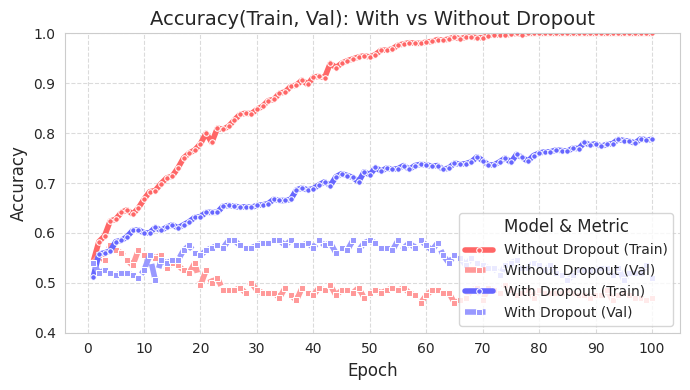 Accuracy(Train, Val): With vs Without Dropout
Accuracy
1.0
0.9
0.8
0.7
0.6
0.5
0.4
Model & Metric
Without Dropout (Train)
Without Dropout (Val)
With Dropout (Train)
With Dropout (Val)
0 10 20 30 40 50 60 70 80 90 100
Epoch